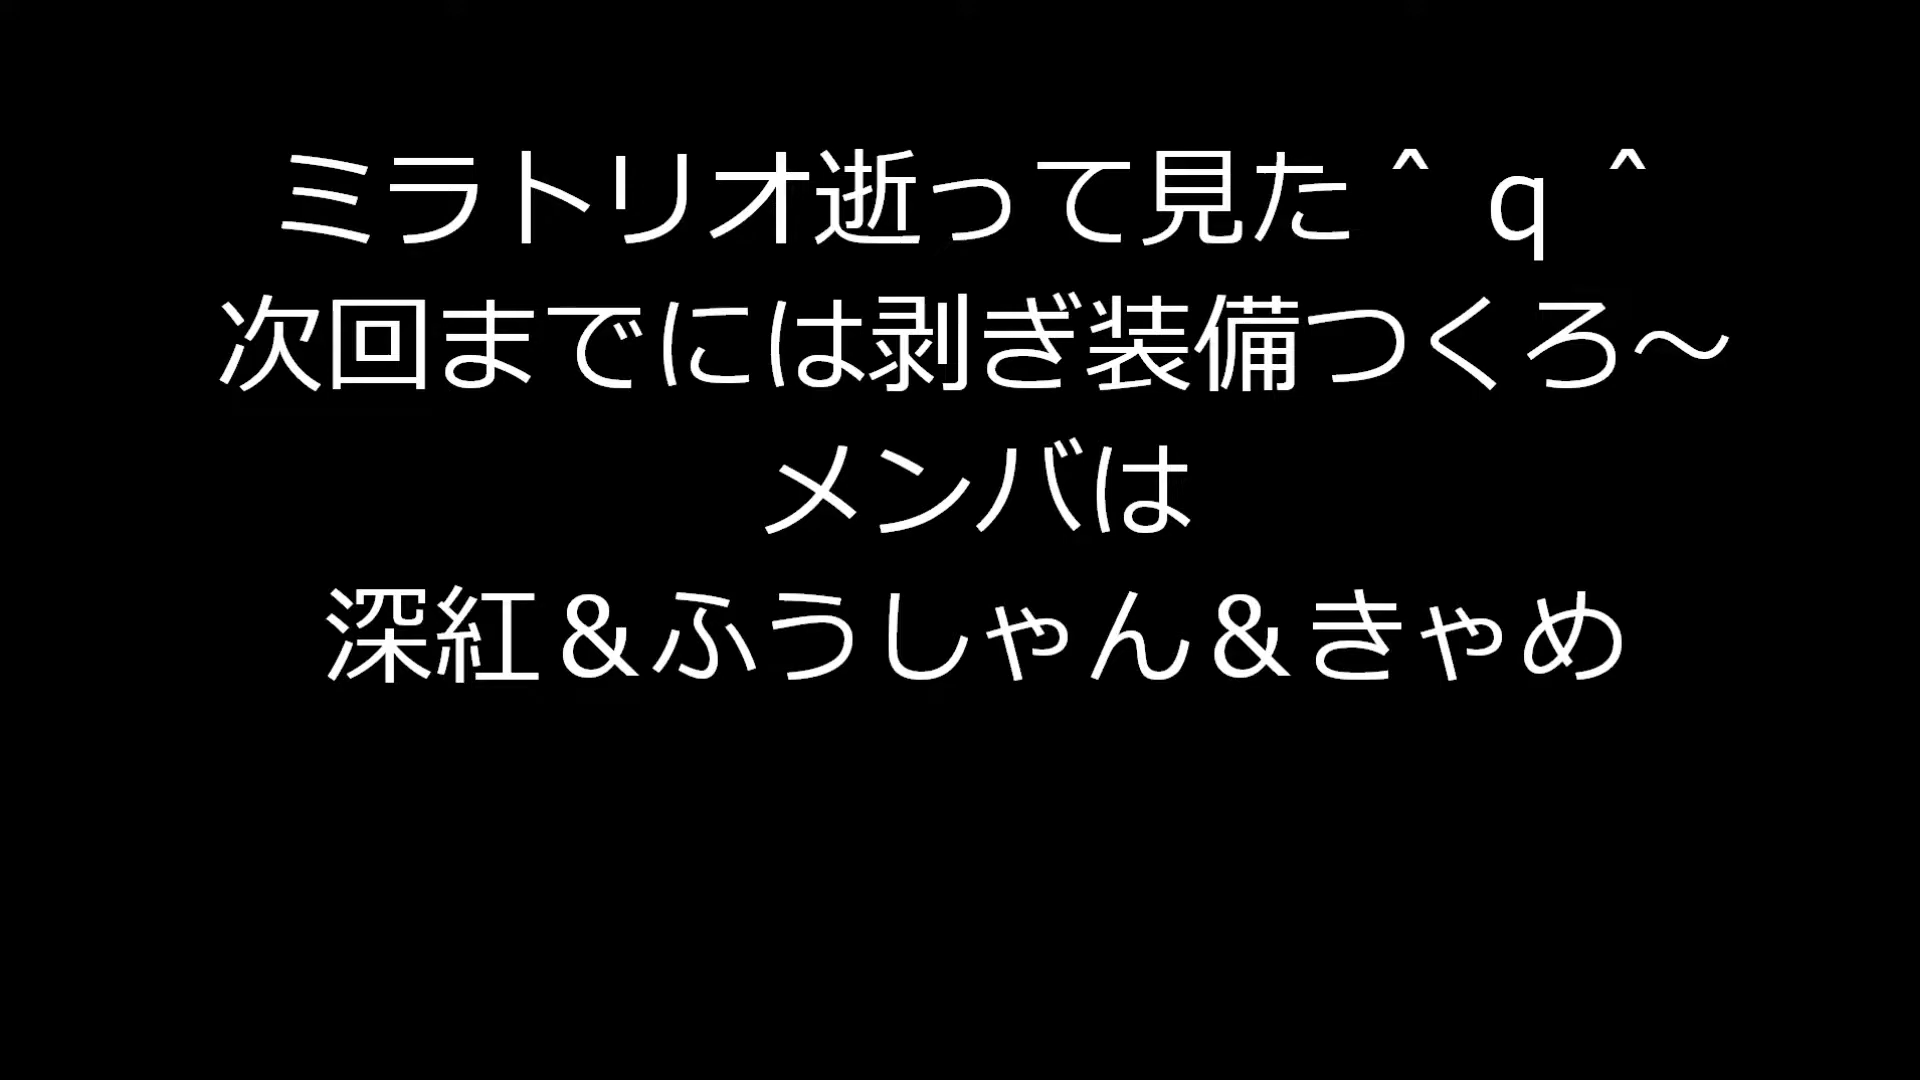 ミラトリオ逝って見た＾ｑ＾
次回までには剥ぎ装備つくろ～
メンバは
深紅＆ふうしゃん＆きゃめ